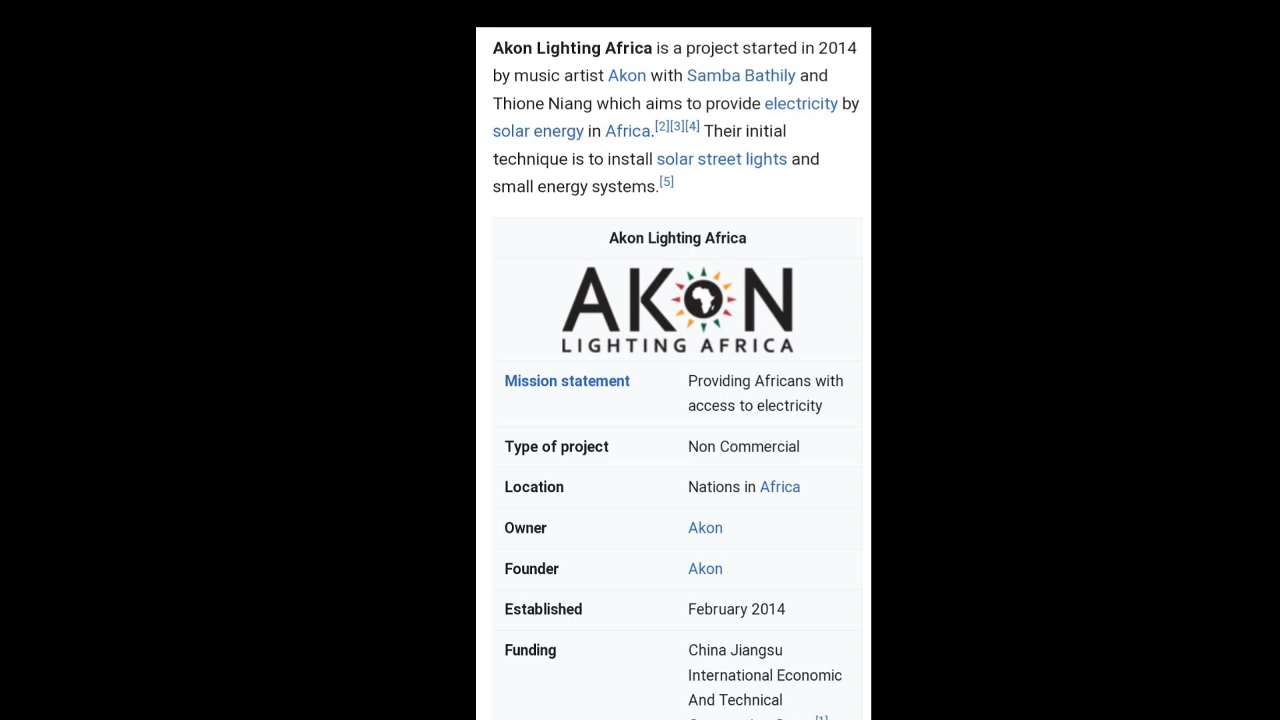 Akon Lighting Africa is a project started in 2014
by music artist Akon with Samba Bathily and
Thione Niang which aims to provide electricity by
solar energy in Africa.[2][3][4] Their initial
technique is to install solar street lights and
small energy systems.[5]
Akon Lighting Africa
AKON
LIGHTING AFRICA
Mission statement Providing Africans with
access to electricity
Type of project Non Commercial
Location Nations in Africa
Owner Akon
Founder Akon
Established February 2014
Funding China Jiangsu
International Economic
And Technical
[1]